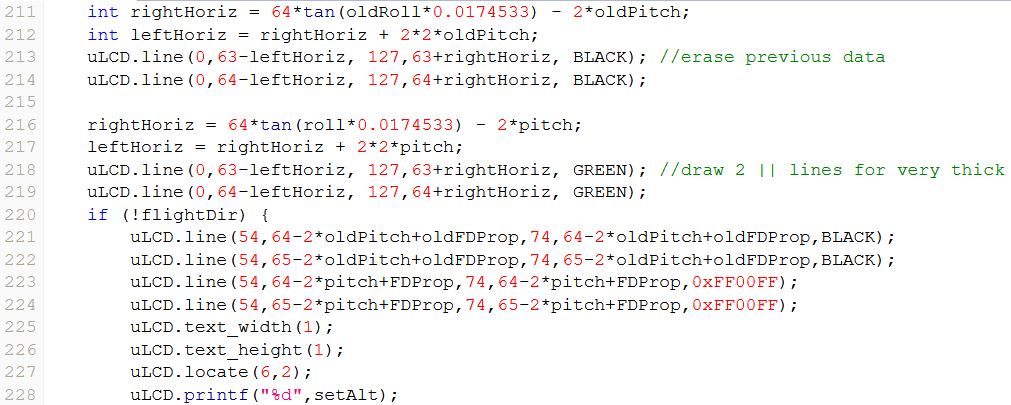 211 int rightHoriz = 64*tan(oldRoll*0.0174533) - 2*oldPitch;
212 int leftHoriz = rightHoriz + 2*2*oldPitch;
213 uLCD.line(0,63-leftHoriz, 127,63+rightHoriz, BLACK); //erase previous data
214 uLCD.line(0,64-leftHoriz, 127,64+rightHoriz, BLACK);
215
216 rightHoriz = 64*tan(roll*0.0174533) - 2*pitch;
217 leftHoriz = rightHoriz + 2*2*pitch;
218 uLCD.line(0,63-leftHoriz, 127,63+rightHoriz, GREEN); //draw 2 || lines for very thick
219 uLCD.line(0,64-leftHoriz, 127,64+rightHoriz, GREEN);
220 if (!flightDir) {
221 uLCD.line(54,64-2*oldPitch+oldFDProp,74,64-2*oldPitch+oldFDProp,BLACK);
222 uLCD.line(54,65-2*oldPitch+oldFDProp,74,65-2*oldPitch+oldFDProp,BLACK);
223 uLCD.line(54,64-2*pitch+FDProp,74,64-2*pitch+FDProp,0xFF00FF);
224 uLCD.line(54,65-2*pitch+FDProp,74,65-2*pitch+FDProp,0xFF00FF);
225 uLCD.text_width(1);
226 uLCD.text_height(1);
227 uLCD.locate(6,2);
228 uLCD.printf("%d",setAlt);